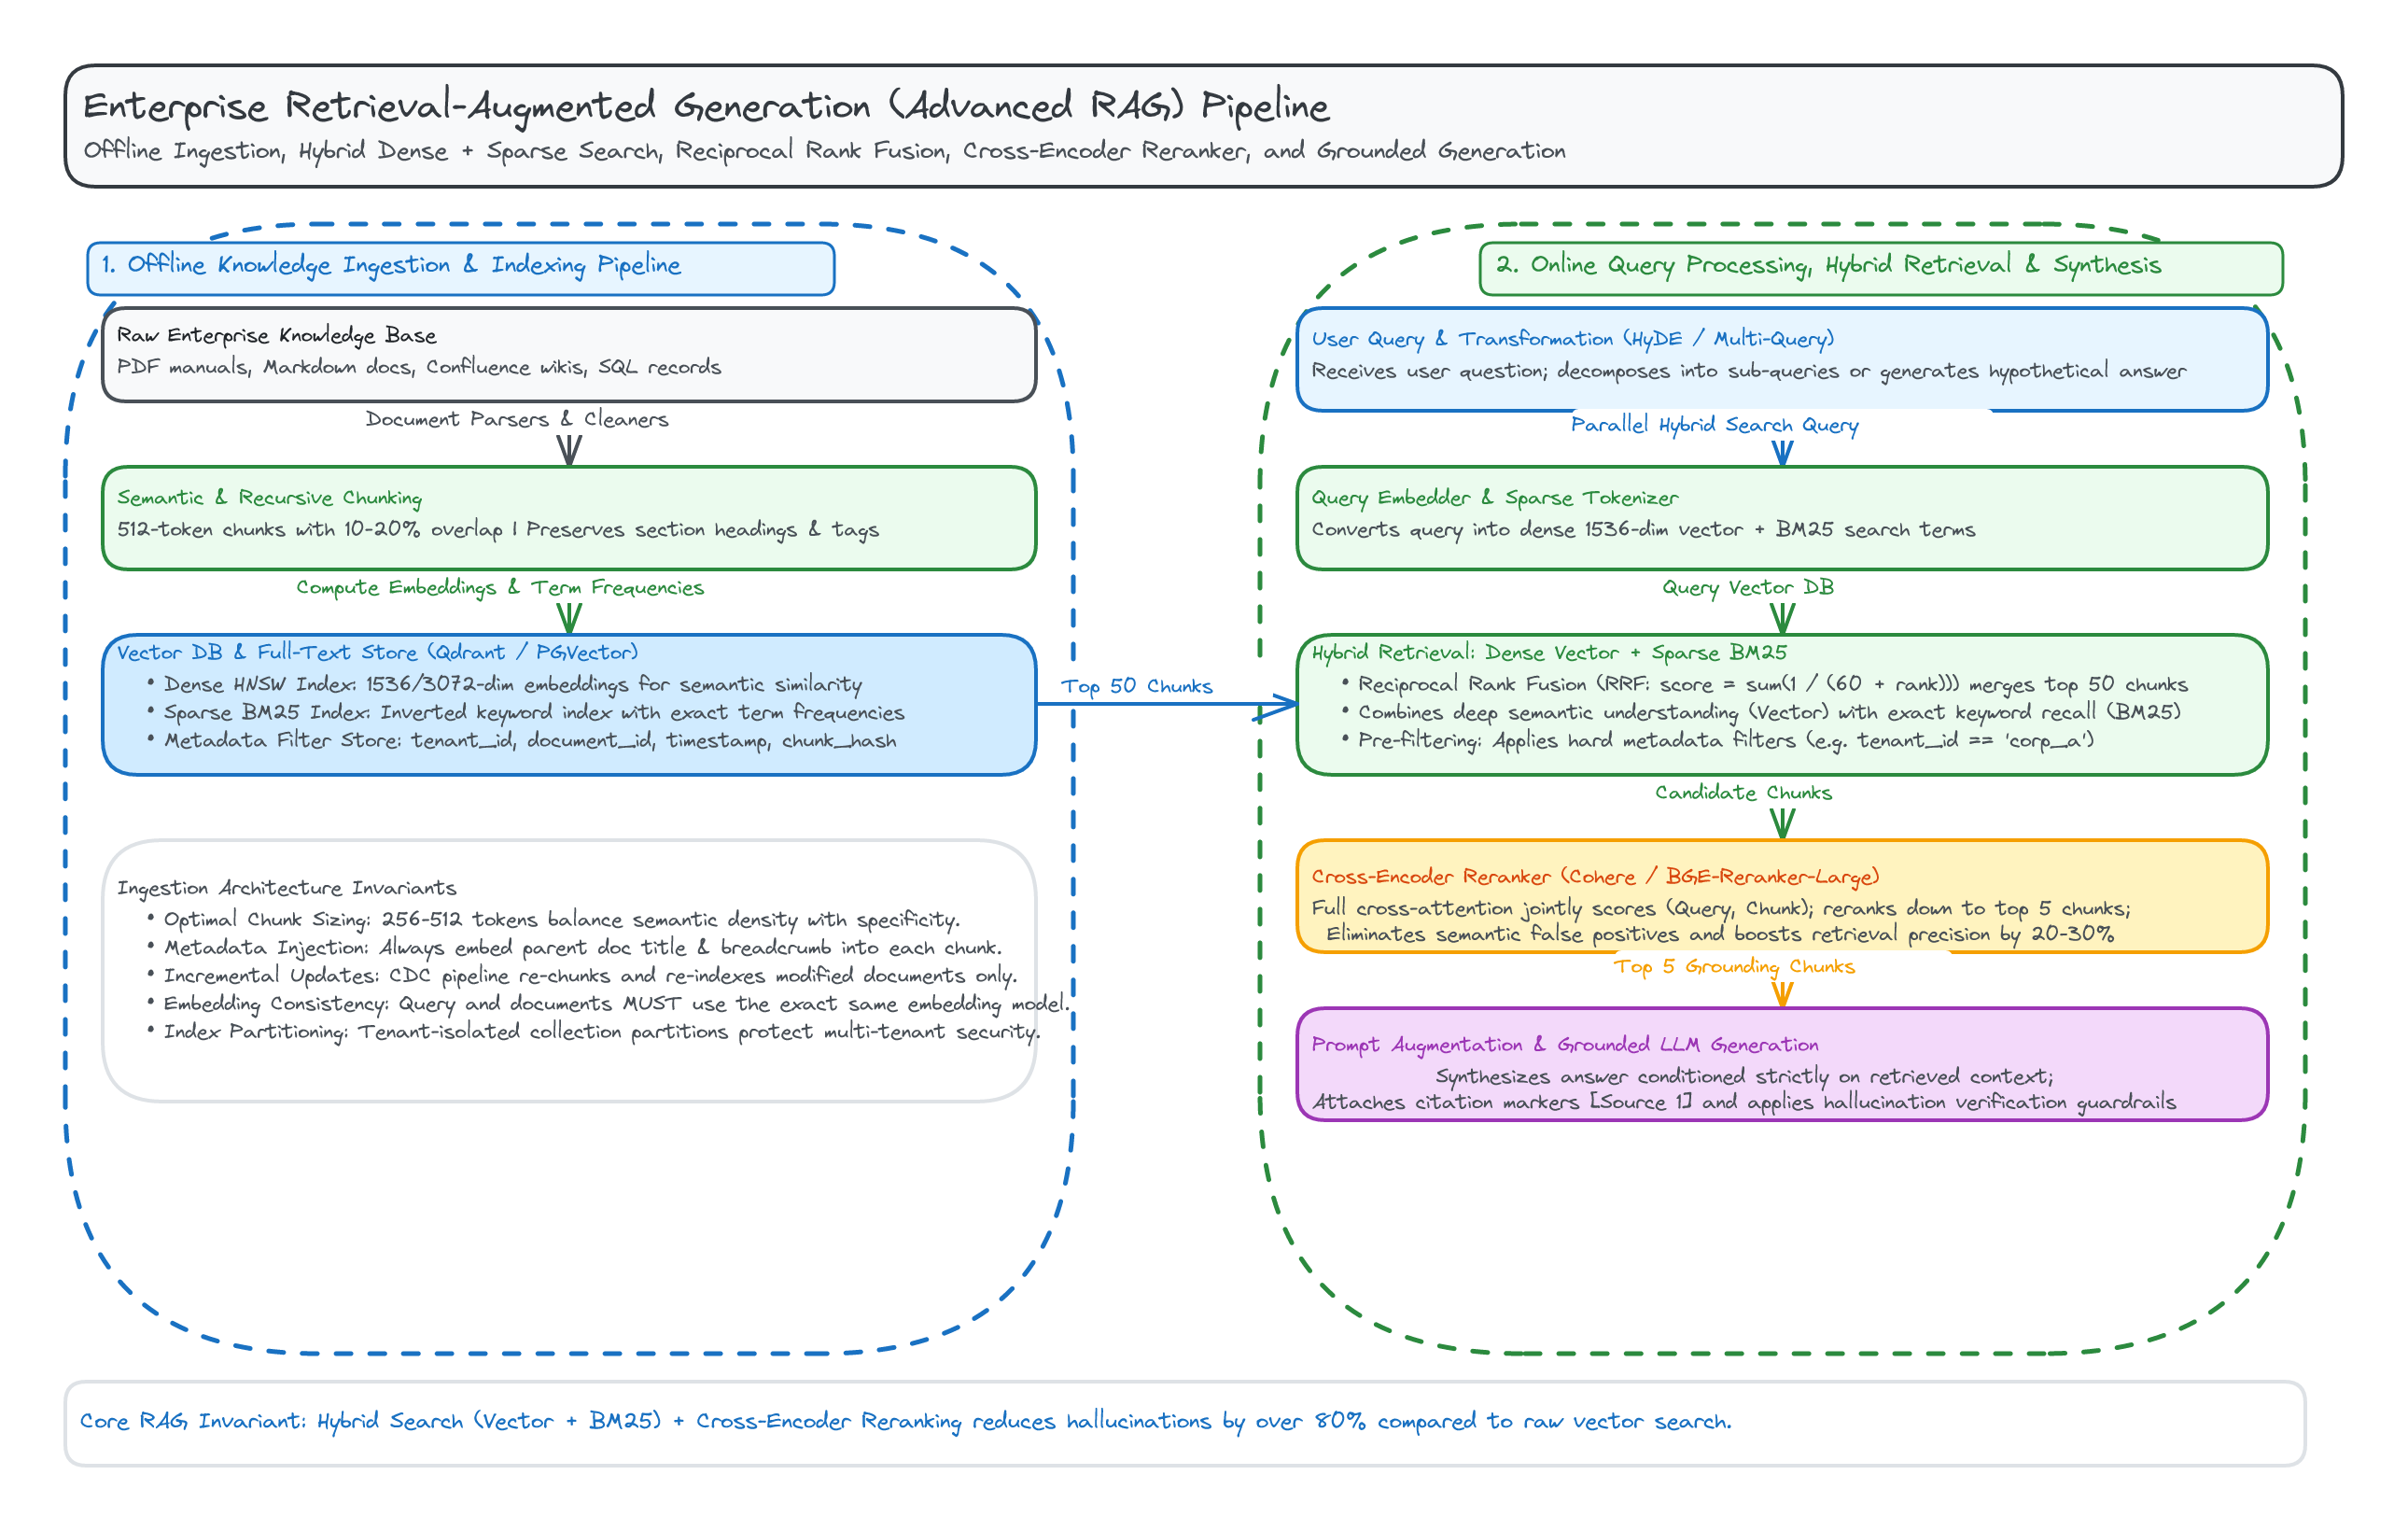 Enterprise Retrieval-Augmented Generation (Advanced RAG) Pipeline
Offline Ingestion, Hybrid Dense + Sparse Search, Reciprocal Rank Fusion, Cross-Encoder Reranker, and Grounded Generation
1. Offline Knowledge Ingestion & Indexing Pipeline
Raw Enterprise Knowledge Base
PDF manuals, Markdown docs, Confluence wikis, SQL records
Document Parsers & Cleaners
Semantic & Recursive Chunking
512-token chunks with 10-20% overlap | Preserves section headings & tags
Compute Embeddings & Term Frequencies
Vector DB & Full-Text Store (Qdrant / PGVector)
• Dense HNSW Index: 1536/3072-dim embeddings for semantic similarity
• Sparse BM25 Index: Inverted keyword index with exact term frequencies
• Metadata Filter Store: tenant_id, document_id, timestamp, chunk_hash
Top 50 Chunks
Ingestion Architecture Invariants
• Optimal Chunk Sizing: 256-512 tokens balance semantic density with specificity.
• Metadata Injection: Always embed parent doc title & breadcrumb into each chunk.
• Incremental Updates: CDC pipeline re-chunks and re-indexes modified documents only.
• Embedding Consistency: Query and documents MUST use the exact same embedding model.
• Index Partitioning: Tenant-isolated collection partitions protect multi-tenant security.
2. Online Query Processing, Hybrid Retrieval & Synthesis
User Query & Transformation (HyDE / Multi-Query)
Receives user question; decomposes into sub-queries or generates hypothetical answer
Parallel Hybrid Search Query
Query Embedder & Sparse Tokenizer
Converts query into dense 1536-dim vector + BM25 search terms
Query Vector DB
Hybrid Retrieval: Dense Vector + Sparse BM25
• Reciprocal Rank Fusion (RRF: score = sum(1 / (60 + rank))) merges top 50 chunks
• Combines deep semantic understanding (Vector) with exact keyword recall (BM25)
• Pre-filtering: Applies hard metadata filters (e.g. tenant_id == 'corp_a')
Candidate Chunks
Cross-Encoder Reranker (Cohere / BGE-Reranker-Large)
Full cross-attention jointly scores (Query, Chunk); reranks down to top 5 chunks;
Eliminates semantic false positives and boosts retrieval precision by 20-30%
Top 5 Grounding Chunks
Prompt Augmentation & Grounded LLM Generation
Synthesizes answer conditioned strictly on retrieved context;
Attaches citation markers [Source 1] and applies hallucination verification guardrails
Core RAG Invariant: Hybrid Search (Vector + BM25) + Cross-Encoder Reranking reduces hallucinations by over 80% compared to raw vector search.